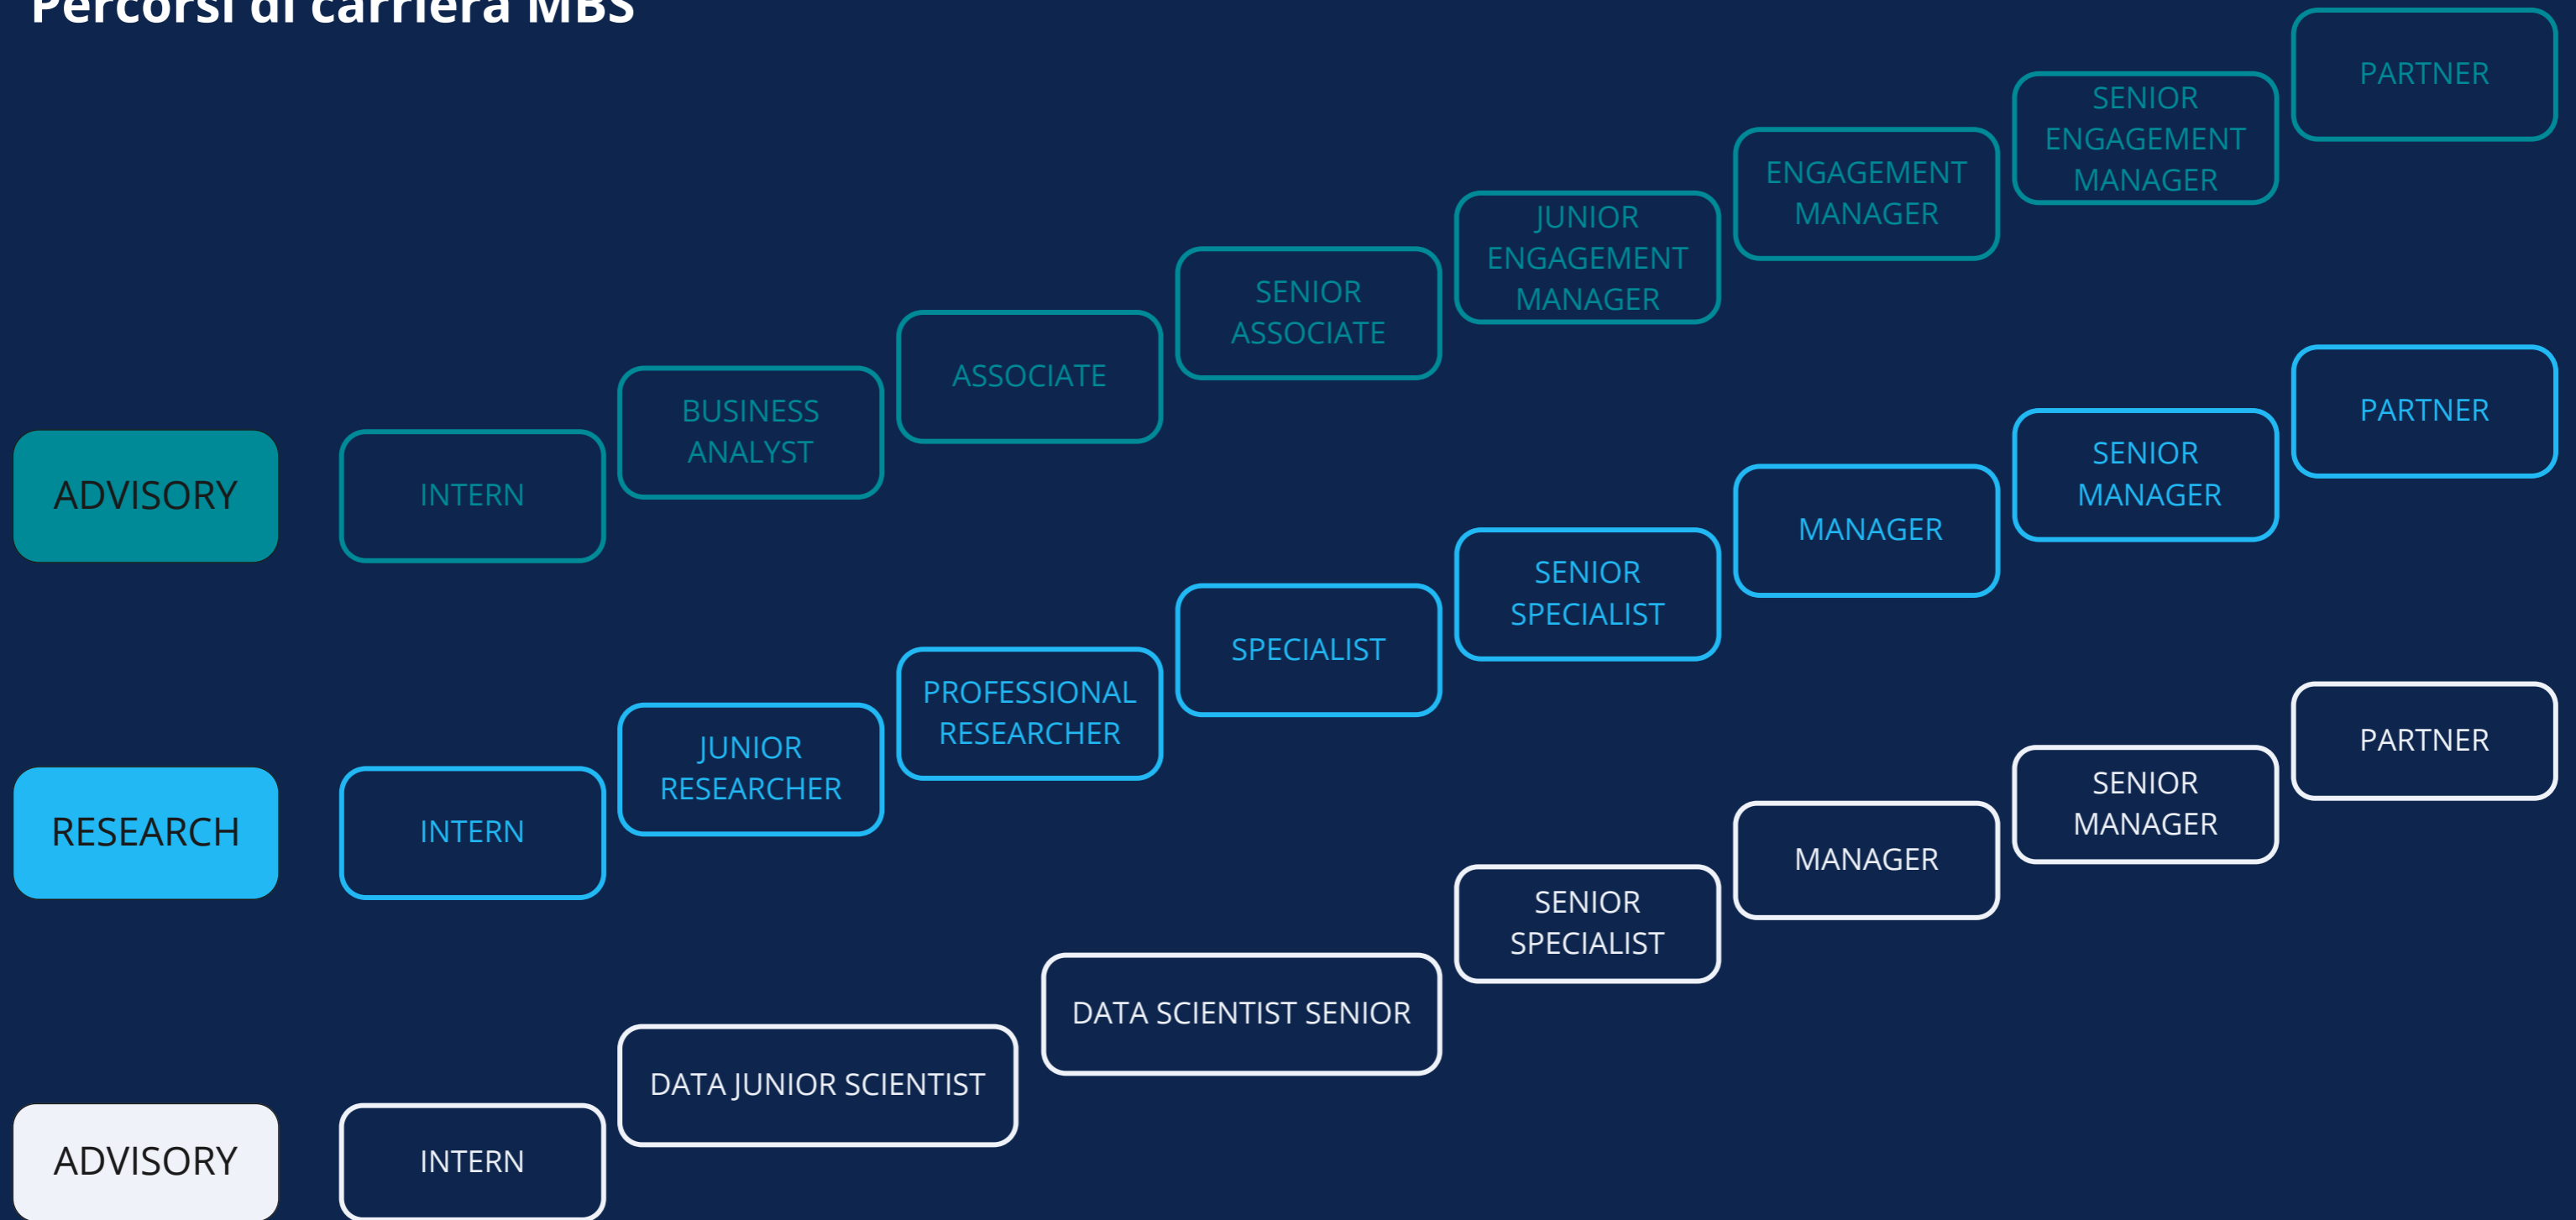 Percorsi di carriera MBS
ADVISORY
INTERN
BUSINESS
ANALYST
ASSOCIATE
SENIOR
ASSOCIATE
JUNIOR
ENGAGEMENT
MANAGER
ENGAGEMENT
MANAGER
SENIOR
ENGAGEMENT
MANAGER
PARTNER
RESEARCH
INTERN
JUNIOR
RESEARCHER
PROFESSIONAL
RESEARCHER
SPECIALIST
SENIOR
SPECIALIST
MANAGER
SENIOR
MANAGER
PARTNER
ADVISORY
INTERN
DATA JUNIOR SCIENTIST
DATA SCIENTIST SENIOR
SENIOR
SPECIALIST
MANAGER
SENIOR
MANAGER
PARTNER